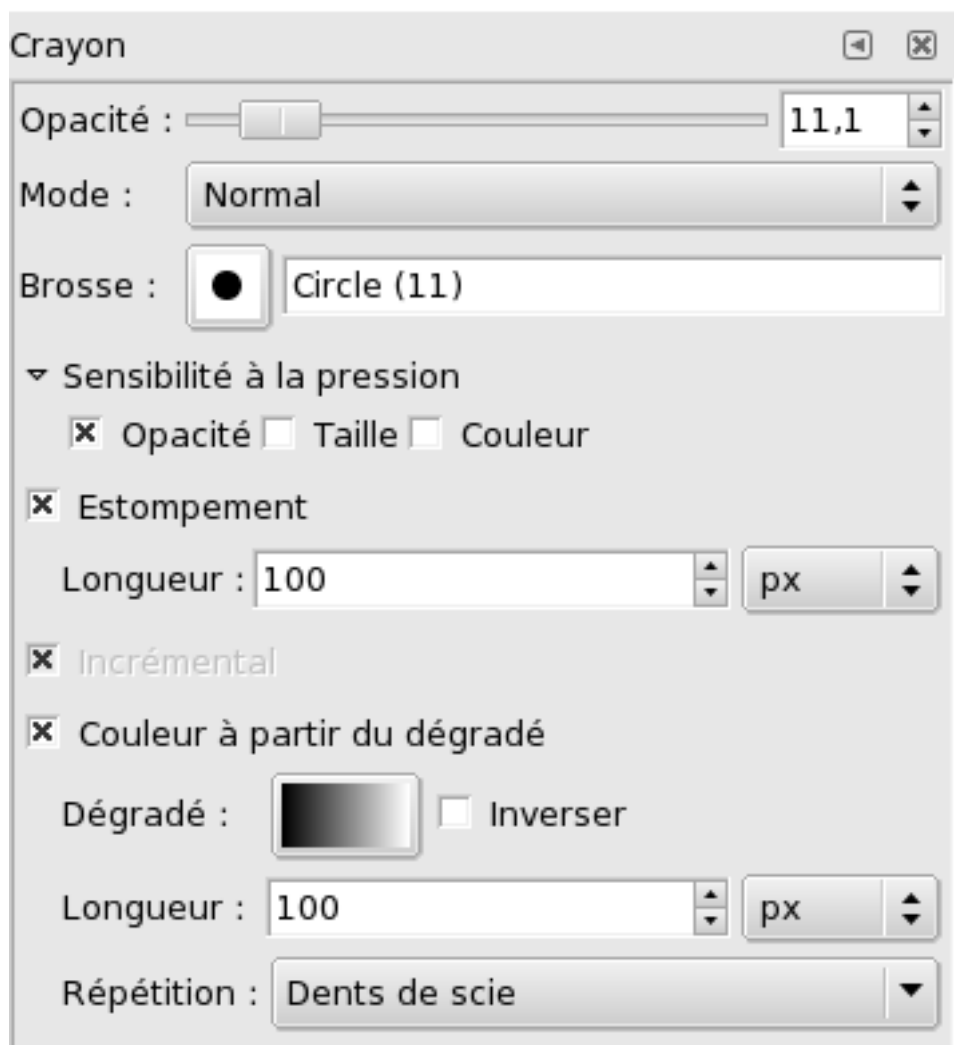 Crayon
Opacité : 11,1
Mode : Normal
Brosse : Circle (11)
Sensibilité à la pression
Opacité Taille Couleur
Estompement
Longueur : 100 px
Incrémental
Couleur à partir du dégradé
Dégradé : Inverser
Longueur : 100 px
Répétition : Dents de scie